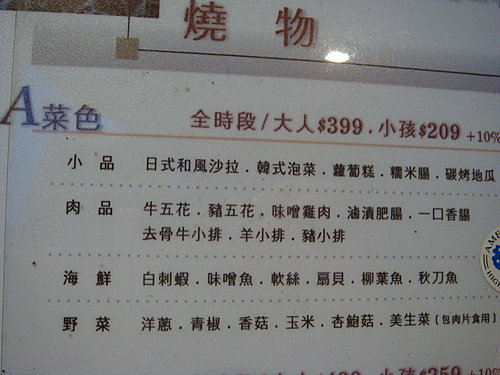 燒 物
A菜色 全時段/大人$399.小孩$209 +10%
小 品 日式和風沙拉.韓式泡菜.蘿蔔糕.糯米腸.碳烤地瓜
肉 品 牛五花.豬五花.味噌雞肉.滷漬肥腸.一口香腸
去骨牛小排.羊小排.豬小排
海 鮮 白刺蝦.味噌魚.軟絲.扇貝.柳葉魚.秋刀魚
野 菜 洋蔥.青椒.香菇.玉米.杏鮑菇.美生菜[包肉片食用]
小孩$259 +10%